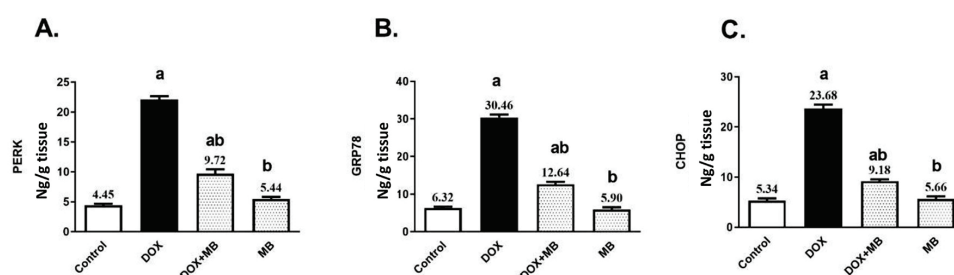 A.
B.
C.
PERK
Ng/g tissue
25
20
15
10
5
0
a
ab
b
4.45
9.72
5.44
Control
DOX
DOX+MB
MB
GRP78
Ng/g tissue
40
30
20
10
0
a
ab
b
6.32
30.46
12.64
5.90
Control
DOX
DOX+MB
MB
CHOP
Ng/g tissue
30
20
10
0
a
ab
b
5.34
23.68
9.18
5.66
Control
DOX
DOX+MB
MB